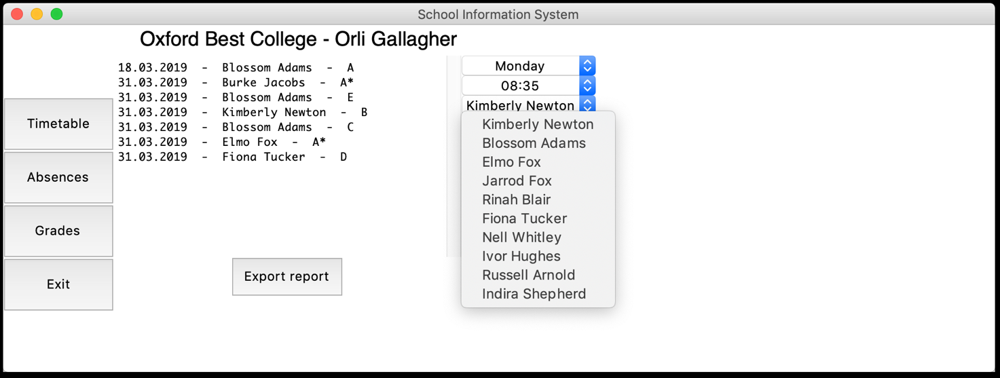 School Information System
Oxford Best College - Orli Gallagher
18.03.2019 - Blossom Adams - A
31.03.2019 - Burke Jacobs - A*
31.03.2019 - Blossom Adams - E
31.03.2019 - Kimberly Newton - B
31.03.2019 - Blossom Adams - C
31.03.2019 - Elmo Fox - A*
31.03.2019 - Fiona Tucker - D
Timetable
Absences
Grades
Exit
Export report
Monday
08:35
Kimberly Newton
Kimberly Newton
Blossom Adams
Elmo Fox
Jarrod Fox
Rinah Blair
Fiona Tucker
Nell Whitley
Ivor Hughes
Russell Arnold
Indira Shepherd